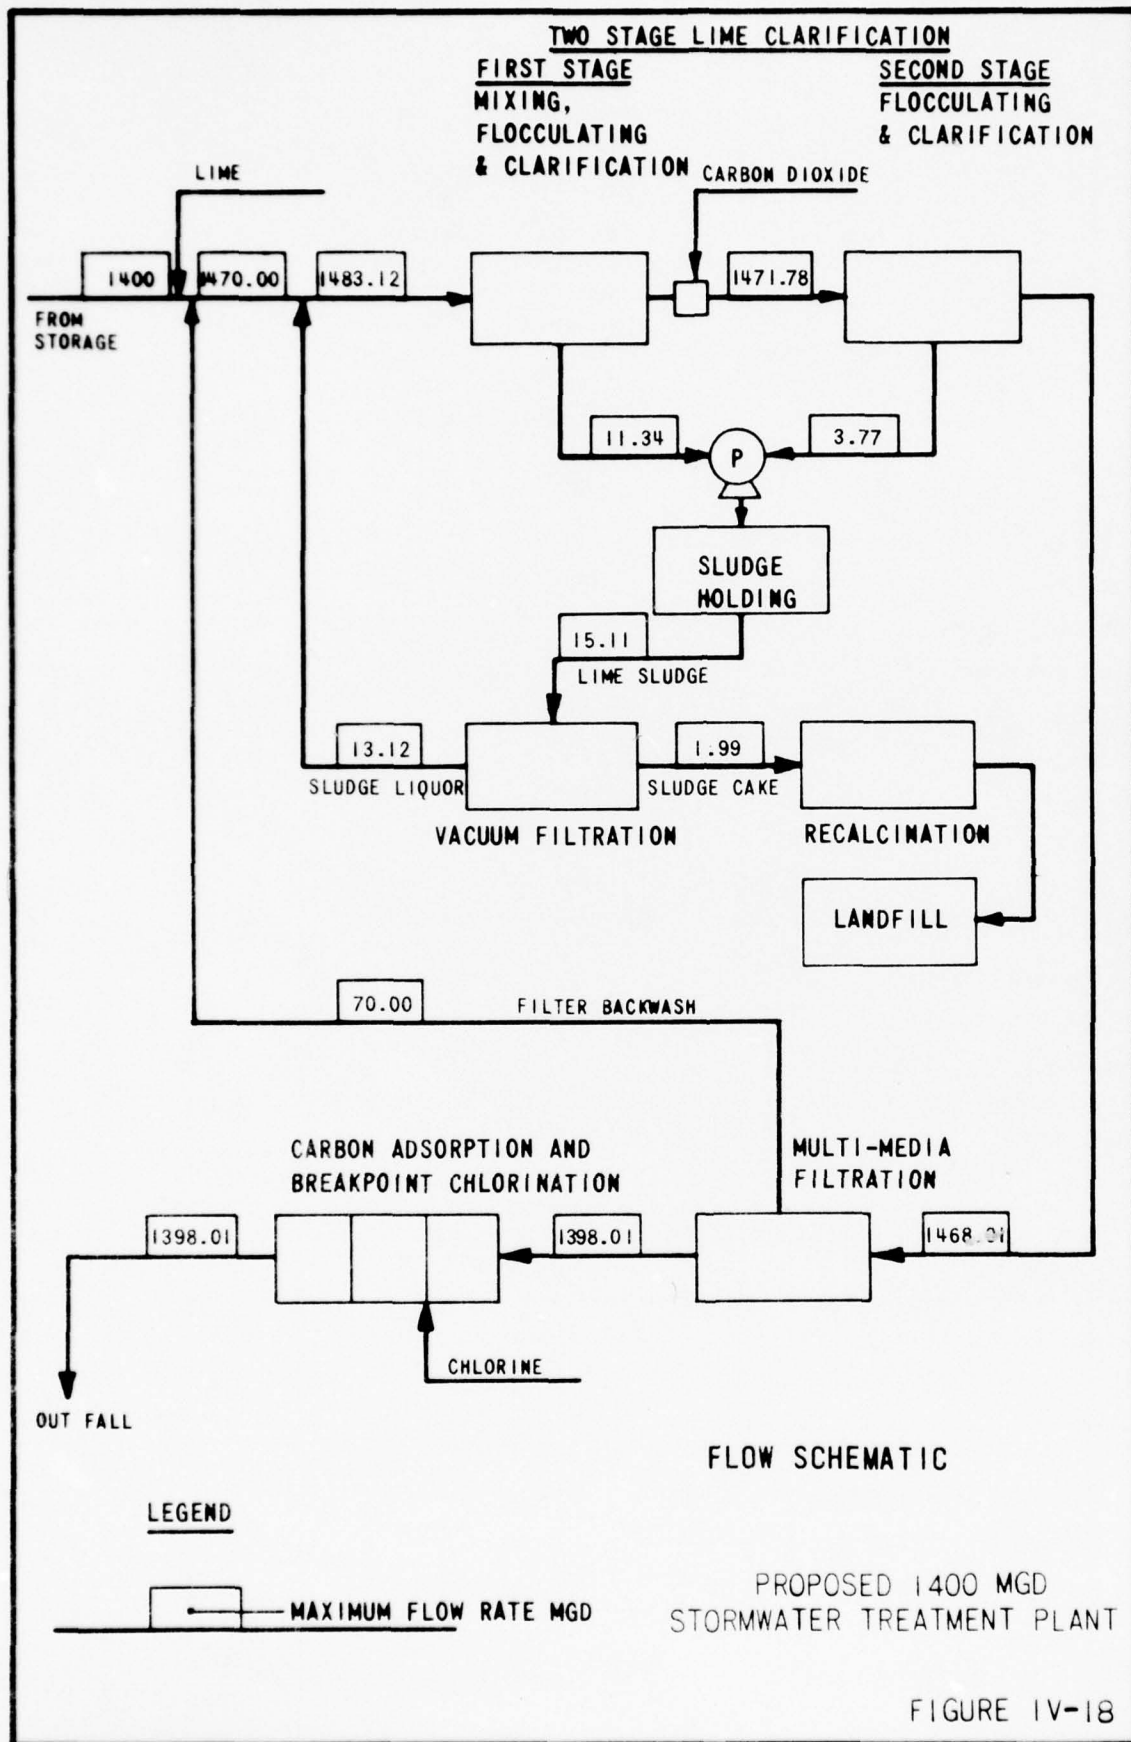 TWO STAGE LIME CLARIFICATION
FIRST STAGE
MIXING,
FLOCCULATING
& CLARIFICATION
SECOND STAGE
FLOCCULATING
& CLARIFICATION
LIME
CARBON DIOXIDE
1400
1470.00
1483.12
1471.78
FROM
STORAGE
11.34
P
3.77
SLUDGE
HOLDING
15.11
LIME SLUDGE
13.12
SLUDGE LIQUOR
1.99
SLUDGE CAKE
VACUUM FILTRATION
RECALCINATION
LANDFILL
70.00
FILTER BACKWASH
CARBON ADSORPTION AND
BREAKPOINT CHLORINATION
MULTI-MEDIA
FILTRATION
1398.01
1398.01
1468.01
CHLORINE
OUT FALL
FLOW SCHEMATIC
LEGEND
MAXIMUM FLOW RATE MGD
PROPOSED 1400 MGD
STORMWATER TREATMENT PLANT
FIGURE IV-18